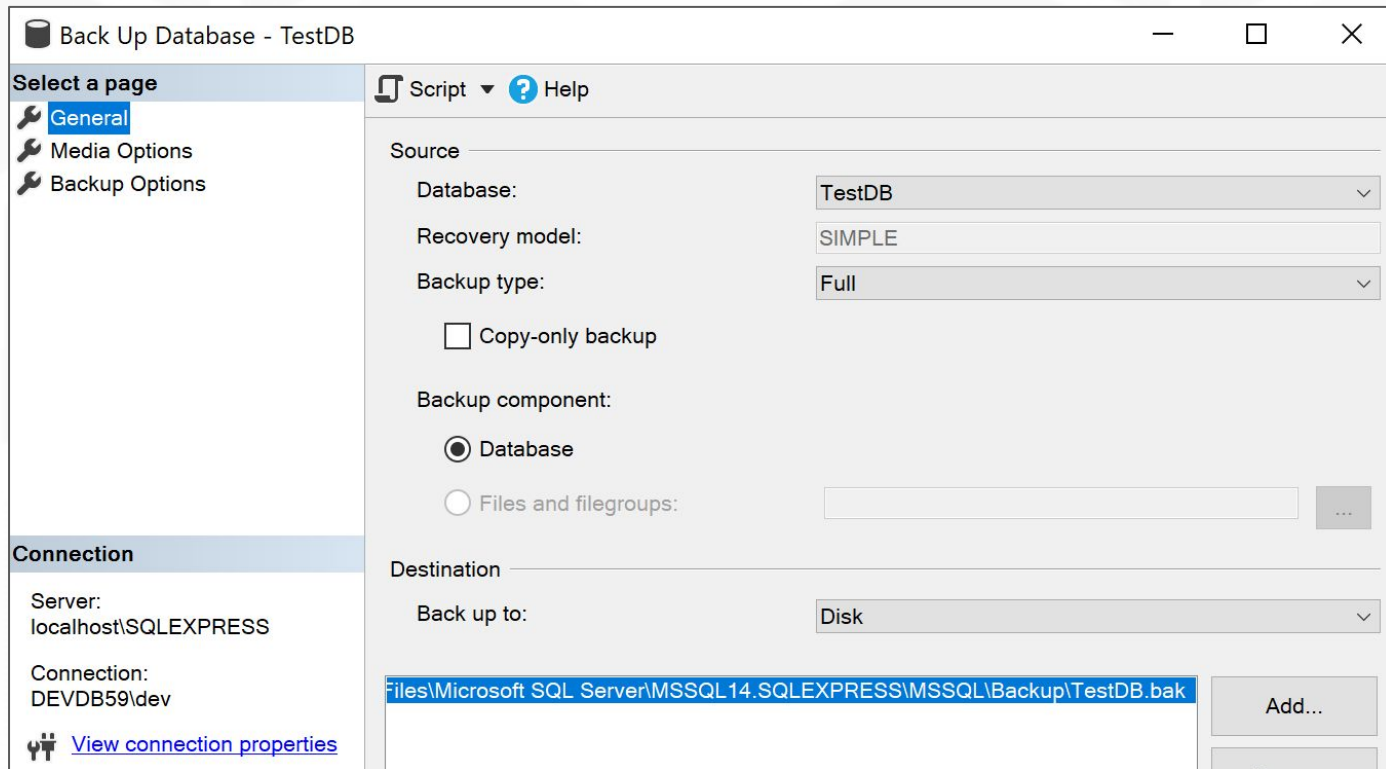 Back Up Database - TestDB
Select a page
General
Media Options
Backup Options
Script
Help
Source
Database:
TestDB
Recovery model:
SIMPLE
Backup type:
Full
Copy-only backup
Backup component:
Database
Files and filegroups:
...
Connection
Server:
localhost\SQLEXPRESS
Connection:
DEVDB59\dev
View connection properties
Destination
Back up to:
Disk
Files\Microsoft SQL Server\MSSQL14.SQLEXPRESS\MSSQL\Backup\TestDB.bak
Add...